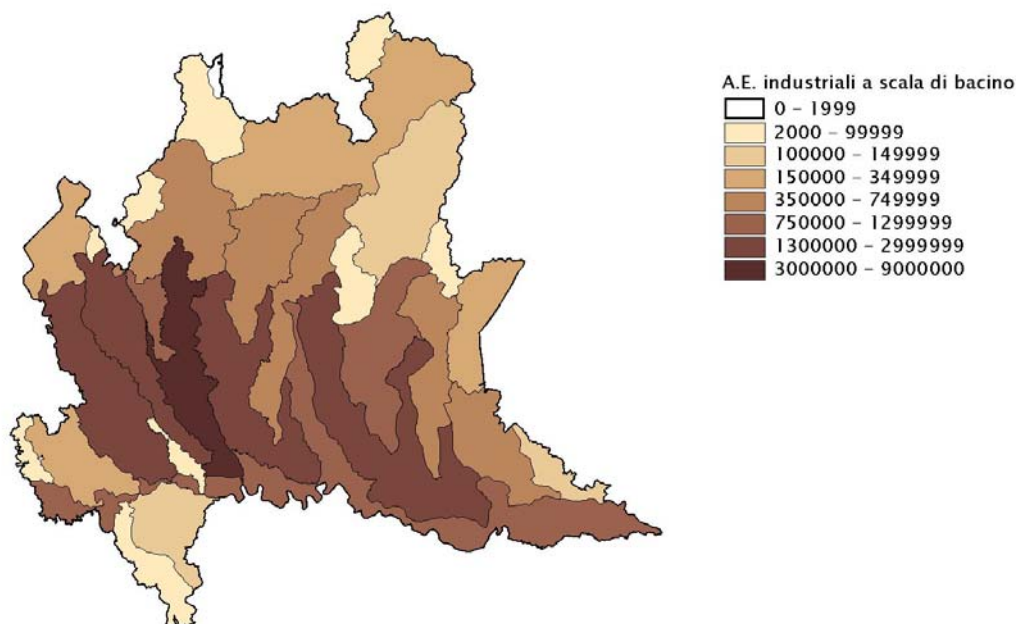 A.E. industriali a scala di bacino
0 – 1999
2000 – 99999
100000 – 149999
150000 – 349999
350000 – 749999
750000 – 1299999
1300000 – 2999999
3000000 – 9000000